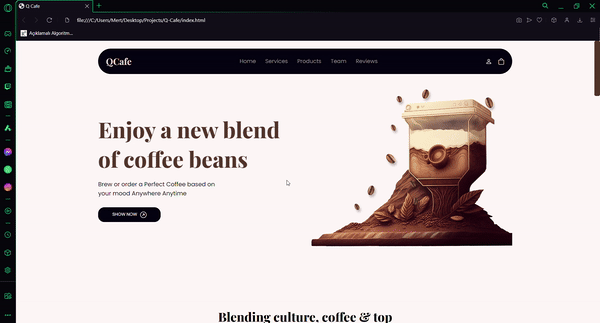 Q Cafe
file:///C:/Users/Mert/Desktop/Projects/Q-Cafe/index.html
Açıklamalı Algoritm...
QCafe
Home Services Products Team Reviews
Enjoy a new blend
of coffee beans
Brew or order a Perfect Coffee based on
your mood Anywhere Anytime
SHOW NOW
Blending culture, coffee & top